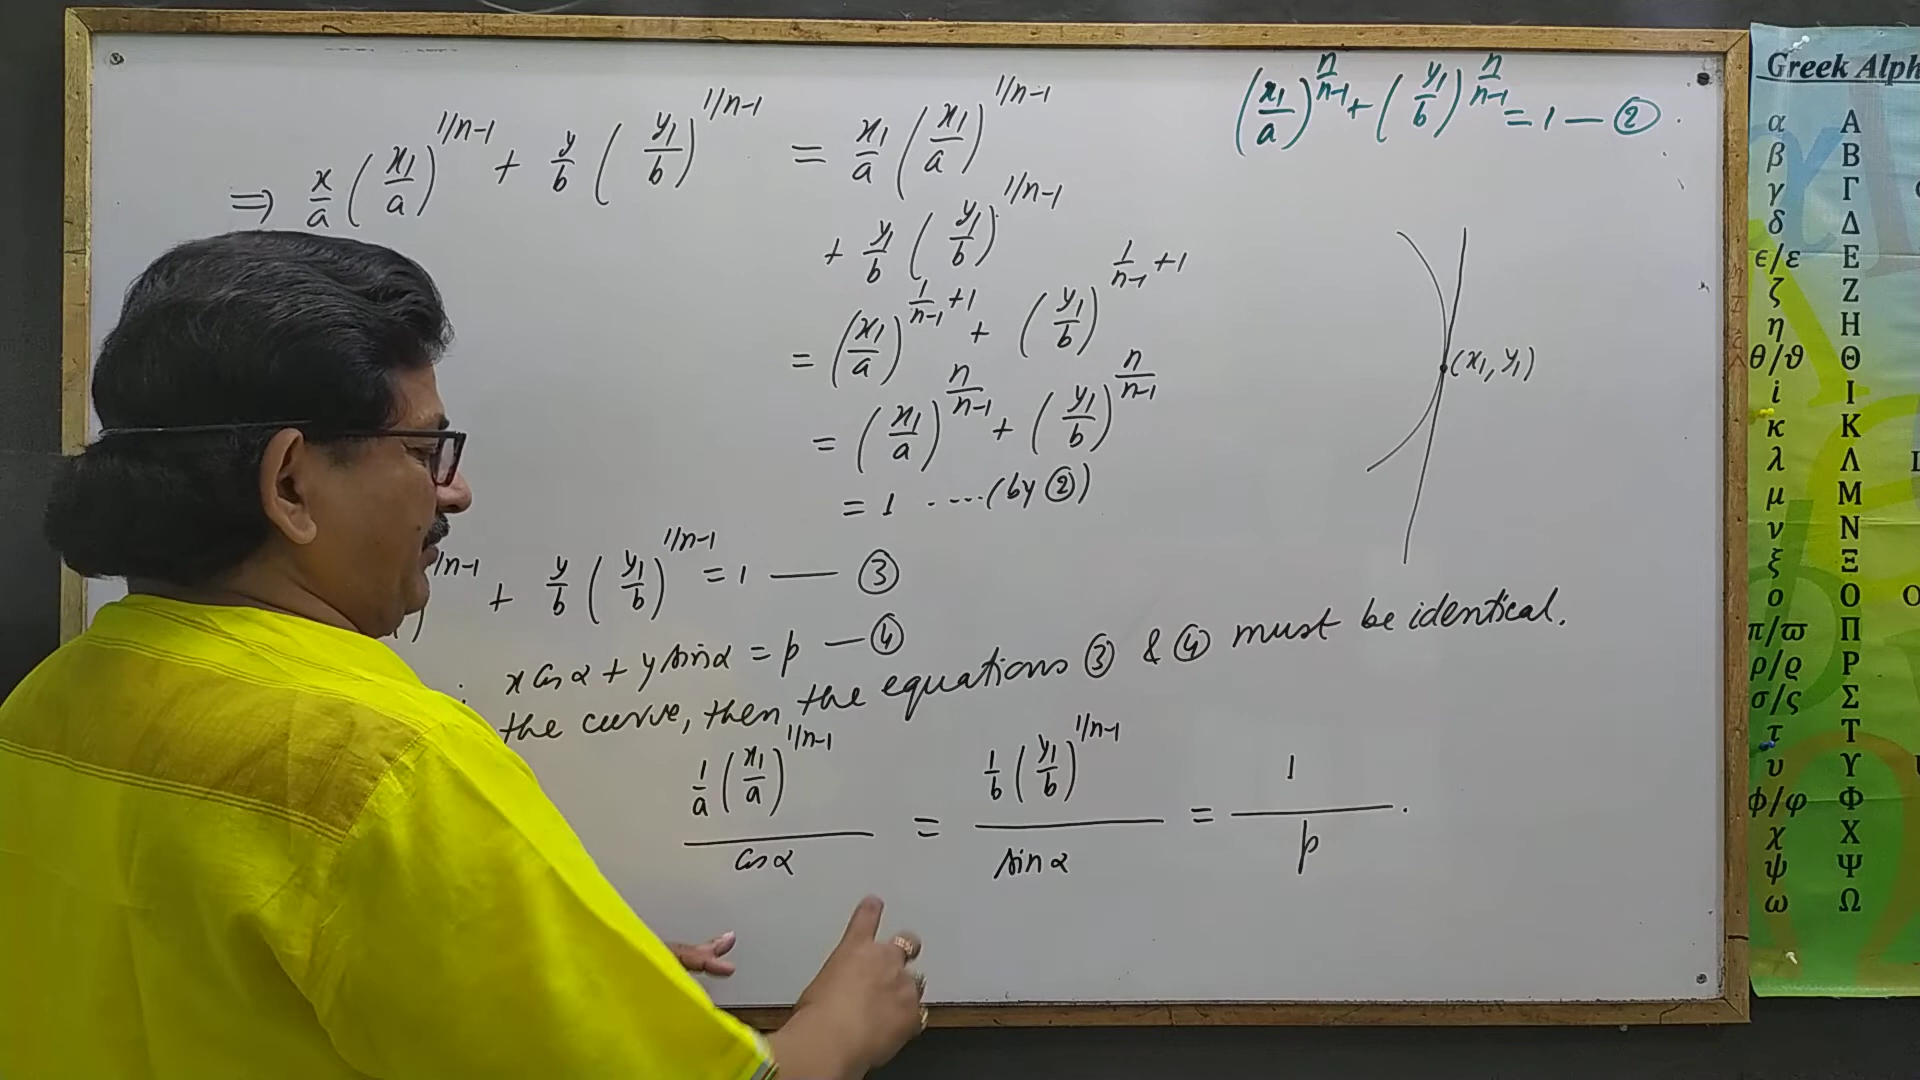 (x₁/a)^(n/n-1) + (y₁/b)^(n/n-1) = 1 — ②
⇒ x/a (x₁/a)^(1/n-1) + y/b (y₁/b)^(1/n-1) = x₁/a (x₁/a)^(1/n-1)
+ y₁/b (y₁/b)^(1/n-1)
= (x₁/a)^(1/n-1 +1) + (y₁/b)^(1/n-1 +1)
= (x₁/a)^(n/n-1) + (y₁/b)^(n/n-1)
= 1 ....(by ②)
(x₁, y₁)
)^(1/n-1) + y/b (y₁/b)^(1/n-1) = 1 — ③
x cos α + y sin α = p — ④
the curve, then the equations ③ & ④ must be identical.
1/a (x₁/a)^(1/n-1) / cos α = 1/b (y₁/b)^(1/n-1) / sin α = 1 / p .
Greek Alph
α A
β B
γ Γ
δ Δ
ϵ/ε E
ζ Z
η H
θ/ϑ Θ
i I
κ K
λ Λ
μ M
ν N
ξ Ξ
o O
π/ϖ Π
ρ/ϱ P
σ/ς Σ
τ T
υ Υ
ϕ/φ Φ
χ X
ψ Ψ
ω Ω